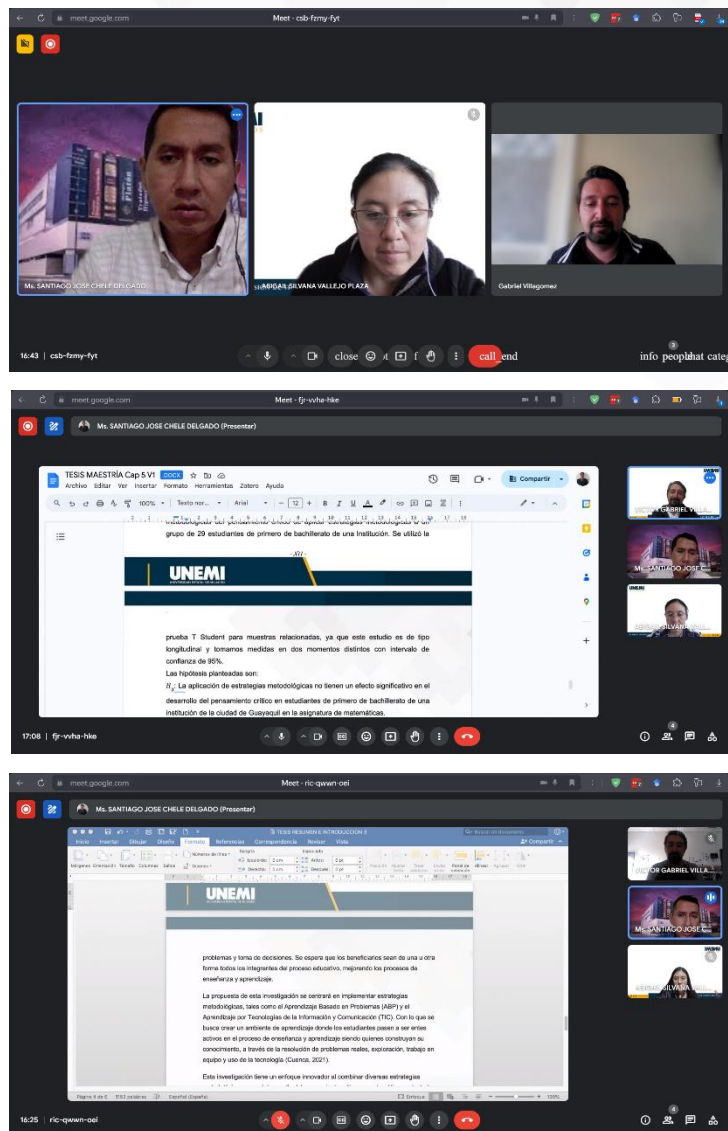 meet.google.com
Meet - csb-fzmy-fyt
Platón
Ms. SANTIAGO JOSE CHELE DELGADO
ABIGAIL SILVANA VALLEJO PLAZA
Gabriel Villagomez
16:43 | csb-fzmy-fyt
close
call_end
info people
3
meet.google.com
Meet - fjr-vvha-hke
Ms. SANTIAGO JOSE CHELE DELGADO (Presentar)
TESIS MAESTRÍA Cap 5 V1 DOCX
Archivo Editar Ver Insertar Formato Herramientas Zotero Ayuda
Compartir
100% Texto nor... Arial 12
grupo de 29 estudiantes de primero de bachillerato de una Institución. Se utilizó la
UNEMI
prueba T Student para muestras relacionadas, ya que este estudio es de tipo
longitudinal y tomamos medidas en dos momentos distintos con intervalo de
confianza de 95%.
Las hipótesis planteadas son:
La aplicación de estrategias metodológicas no tienen un efecto significativo en el
desarrollo del pensamiento crítico en estudiantes de primero de bachillerato de una
institución de la ciudad de Guayaquil en la asignatura de matemáticas.
17:08 | fjr-vvha-hke
4
meet.google.com
Meet - ric-qwwn-oei
Ms. SANTIAGO JOSE CHELE DELGADO (Presentar)
TESIS RESUMEN E INTRODUCCION
Inicio Insertar Dibujar Diseño Formato Referencias Correspondencia Revisar Vista
Compartir
UNEMI
problemas y toma de decisiones. Se espera que los beneficiarios sean de una u otra
forma todos los integrantes del proceso educativo, mejorando los procesos de
enseñanza y aprendizaje.
La propuesta de esta investigación se centrará en implementar estrategias
metodológicas, tales como el Aprendizaje Basado en Problemas (ABP) y el
Aprendizaje por Tecnologías de la Información y Comunicación (TIC). Con lo que se
busca crear un ambiente de aprendizaje donde los estudiantes pasen a ser entes
activos en el proceso de enseñanza y aprendizaje siendo quienes construyan su
conocimiento, a través de la resolución de problemas reales, exploración, trabajo en
equipo y uso de la tecnología (Cuenca, 2021).
Esta investigación tiene un enfoque innovador al combinar diversas estrategias
Español (España)
16:25 | ric-qwwn-oei
4